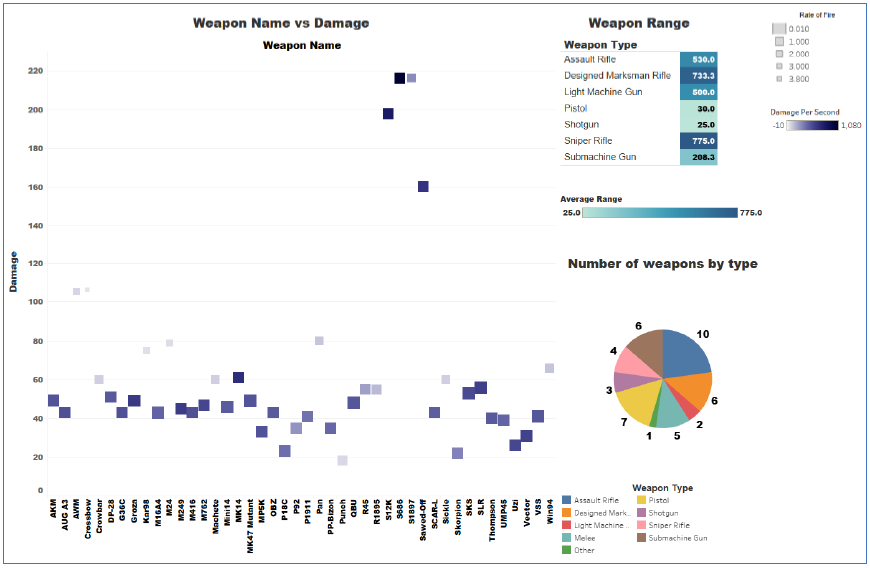 Weapon Name vs Damage
Weapon Name
Damage
220
200
180
160
140
120
100
80
60
40
20
0
AKM
AUG A3
AWM
Crossbow
Crowbar
DP-28
G36C
Groza
Kar98
M16A4
M24
M249
M416
M762
Machete
Mini14
MK14
MK47 Mutant
MP5K
OBZ
P18C
P92
P1911
Pan
PP-Bizon
Punch
QBU
R45
R1895
S12K
S686
S1897
Sawed-Off
SCAR-L
Sickle
Skorpion
SKS
SLR
Thompson
UMP45
Uzi
Vector
VSS
Win94
Weapon Range
Weapon Type
Assault Rifle 530.0
Designed Marksman Rifle 733.3
Light Machine Gun 500.0
Pistol 30.0
Shotgun 25.0
Sniper Rifle 775.0
Submachine Gun 208.3
Average Range
25.0 775.0
Rate of Fire
0.010
1.000
2.000
3.000
3.800
Damage Per Second
-10 1,080
Number of weapons by type
10
6
2
5
1
7
3
4
6
Weapon Type
Assault Rifle Pistol
Designed Mark.. Shotgun
Light Machine .. Sniper Rifle
Melee Submachine Gun
Other